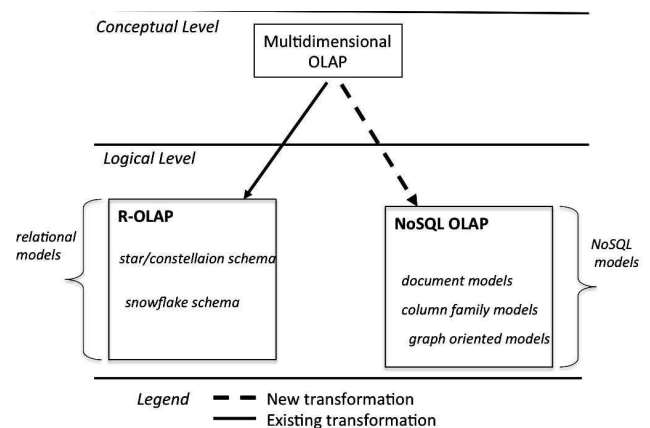 Conceptual Level
Multidimensional
OLAP
Logical Level
relational
models
R-OLAP
star/constellaion schema
snowflake schema
NoSQL OLAP
document models
column family models
graph oriented models
NoSQL
models
Legend
New transformation
Existing transformation